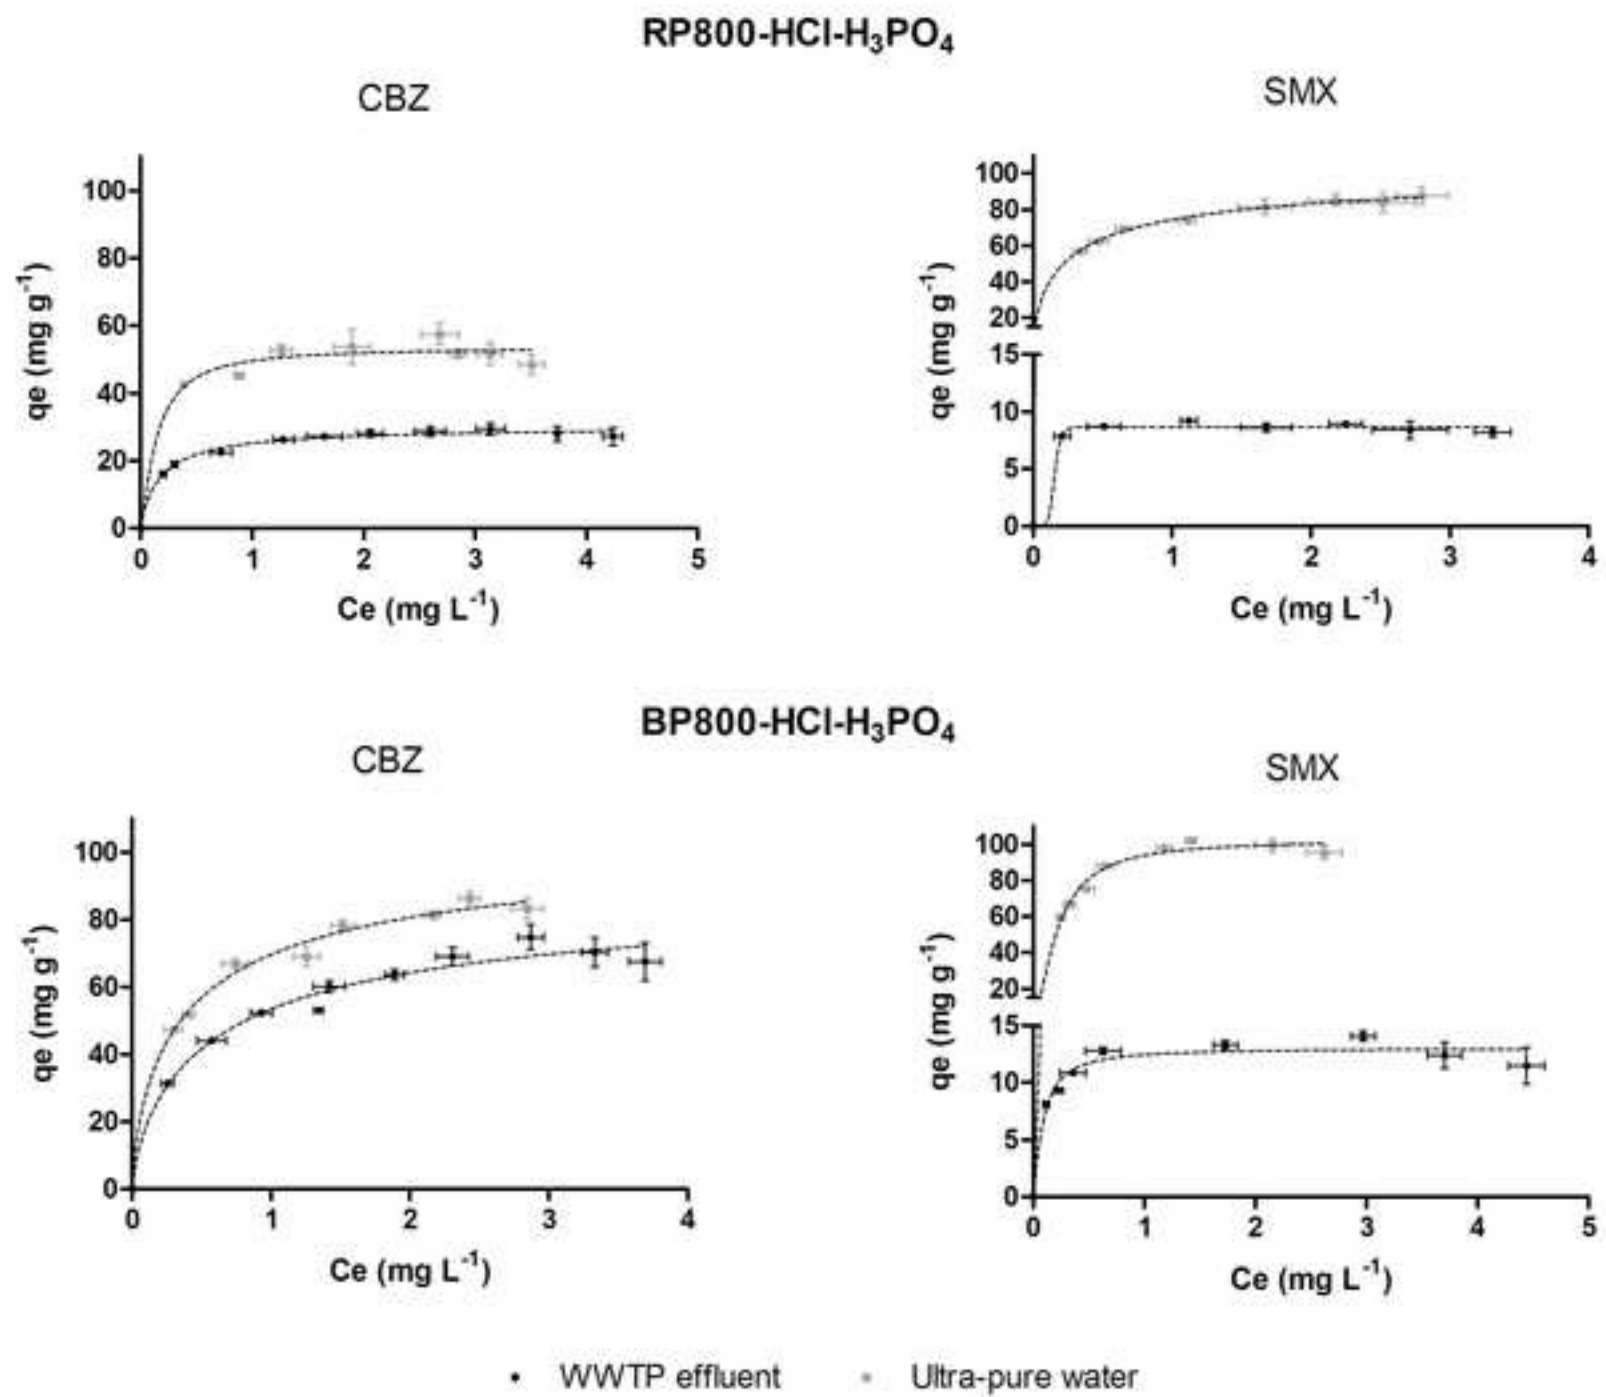 RP800-HCl-H₃PO₄
CBZ
SMX
qe (mg g⁻¹)
100
80
60
40
20
0
0 1 2 3 4 5
Ce (mg L⁻¹)
qe (mg g⁻¹)
100
80
60
40
20
15
10
5
0
0 1 2 3 4
Ce (mg L⁻¹)
BP800-HCl-H₃PO₄
CBZ
SMX
qe (mg g⁻¹)
100
80
60
40
20
0
0 1 2 3 4
Ce (mg L⁻¹)
qe (mg g⁻¹)
100
80
60
40
20
15
10
5
0
0 1 2 3 4 5
Ce (mg L⁻¹)
WWTP effluent Ultra-pure water